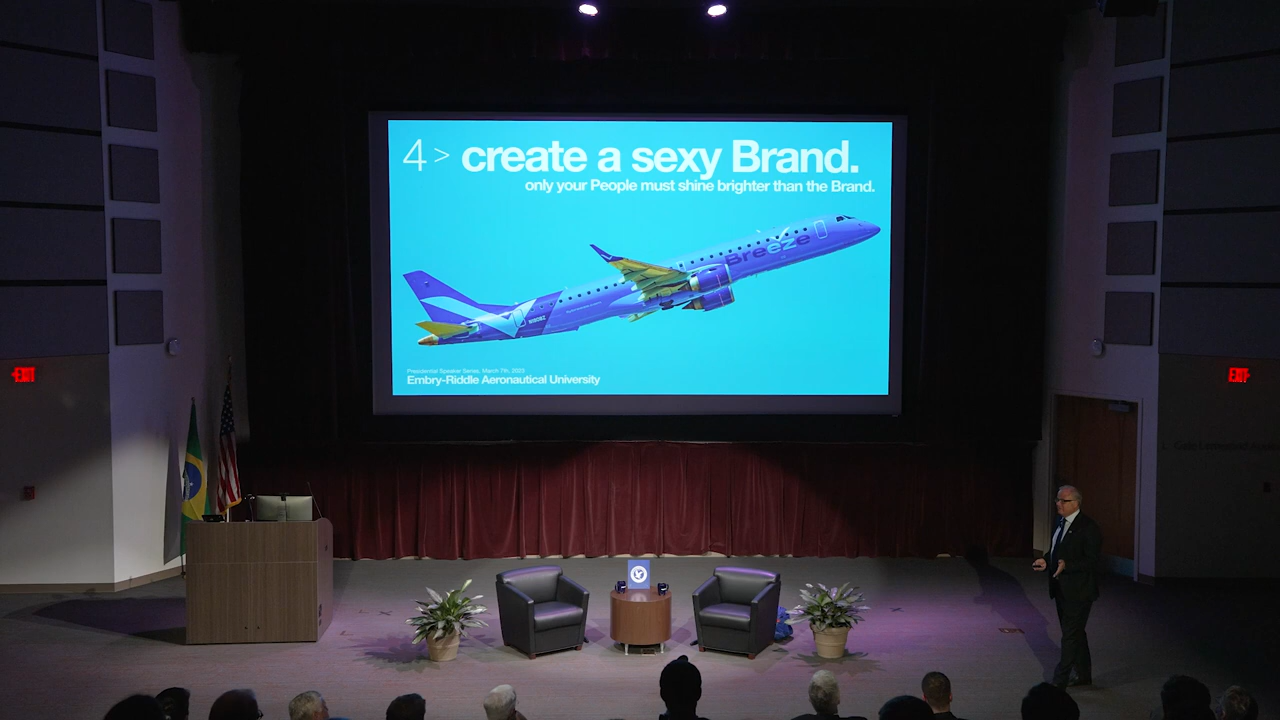 4 > create a sexy Brand.
only your People must shine brighter than the Brand.
Breeze
Presidential Speaker Series, March 7th, 2023
Embry-Riddle Aeronautical University
EXIT
EXIT